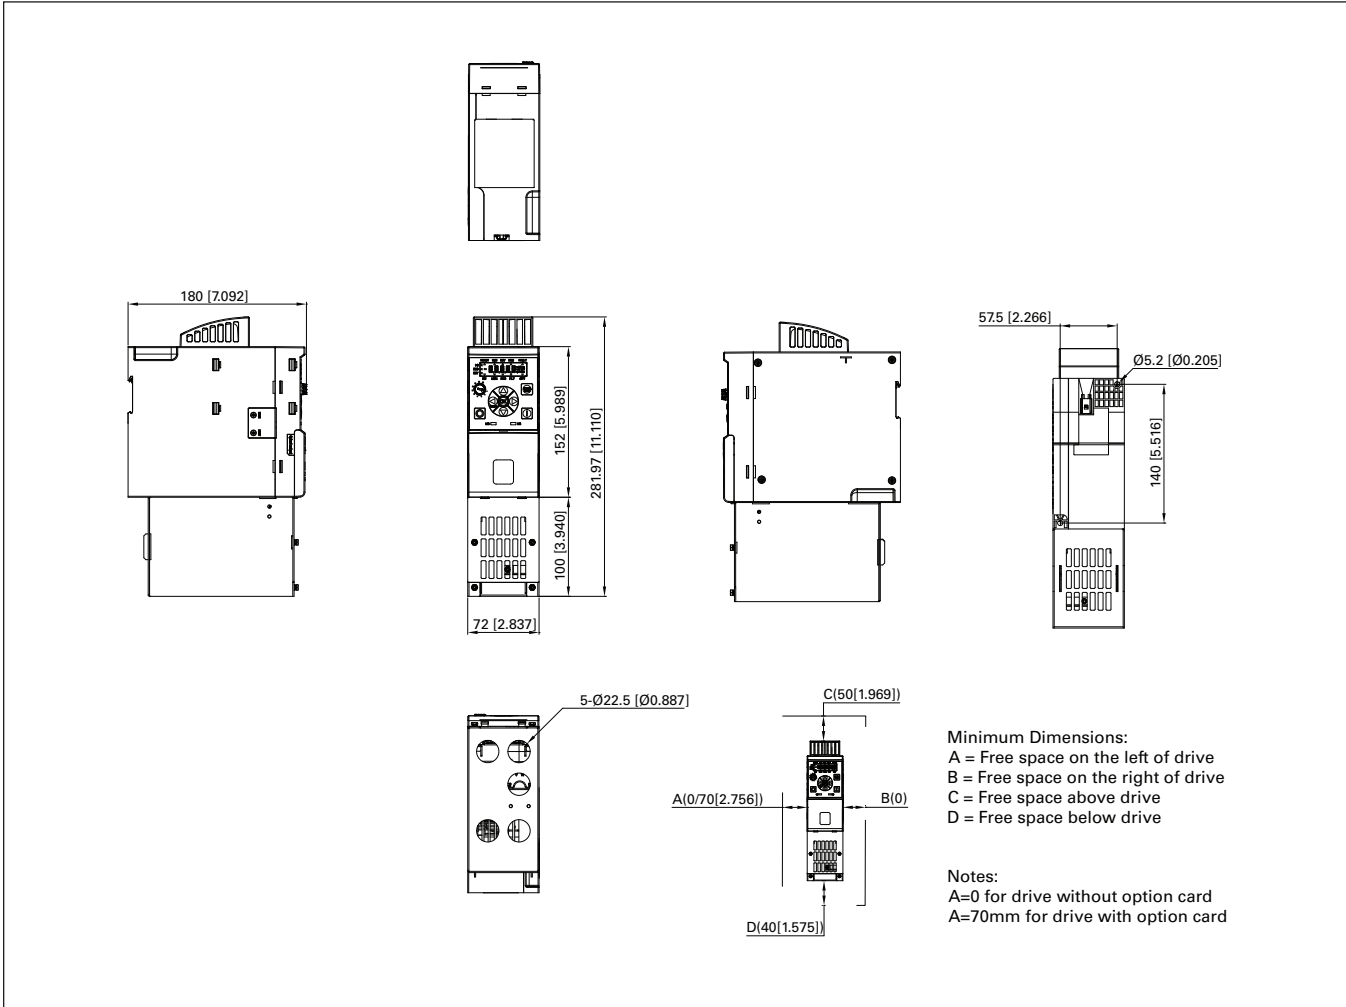 180 [7.092]
57.5 [2.266]
Ø5.2 [Ø0.205]
152 [5.989]
281.97 [11.110]
140 [5.516]
100 [3.940]
72 [2.837]
5-Ø22.5 [Ø0.887]
C(50[1.969])
A(0/70[2.756])
B(0)
D(40[1.575])
Minimum Dimensions:
A = Free space on the left of drive
B = Free space on the right of drive
C = Free space above drive
D = Free space below drive
Notes:
A=0 for drive without option card
A=70mm for drive with option card